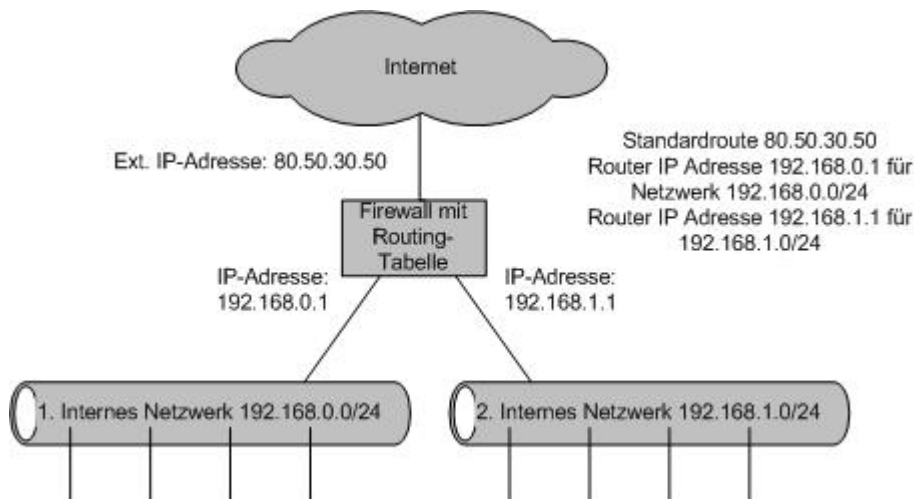 Internet
Ext. IP-Adresse: 80.50.30.50
Standardroute 80.50.30.50
Router IP Adresse 192.168.0.1 für
Netzwerk 192.168.0.0/24
Router IP Adresse 192.168.1.1 für
192.168.1.0/24
Firewall mit
Routing-
Tabelle
IP-Adresse:
192.168.0.1
IP-Adresse:
192.168.1.1
1. Internes Netzwerk 192.168.0.0/24
2. Internes Netzwerk 192.168.1.0/24